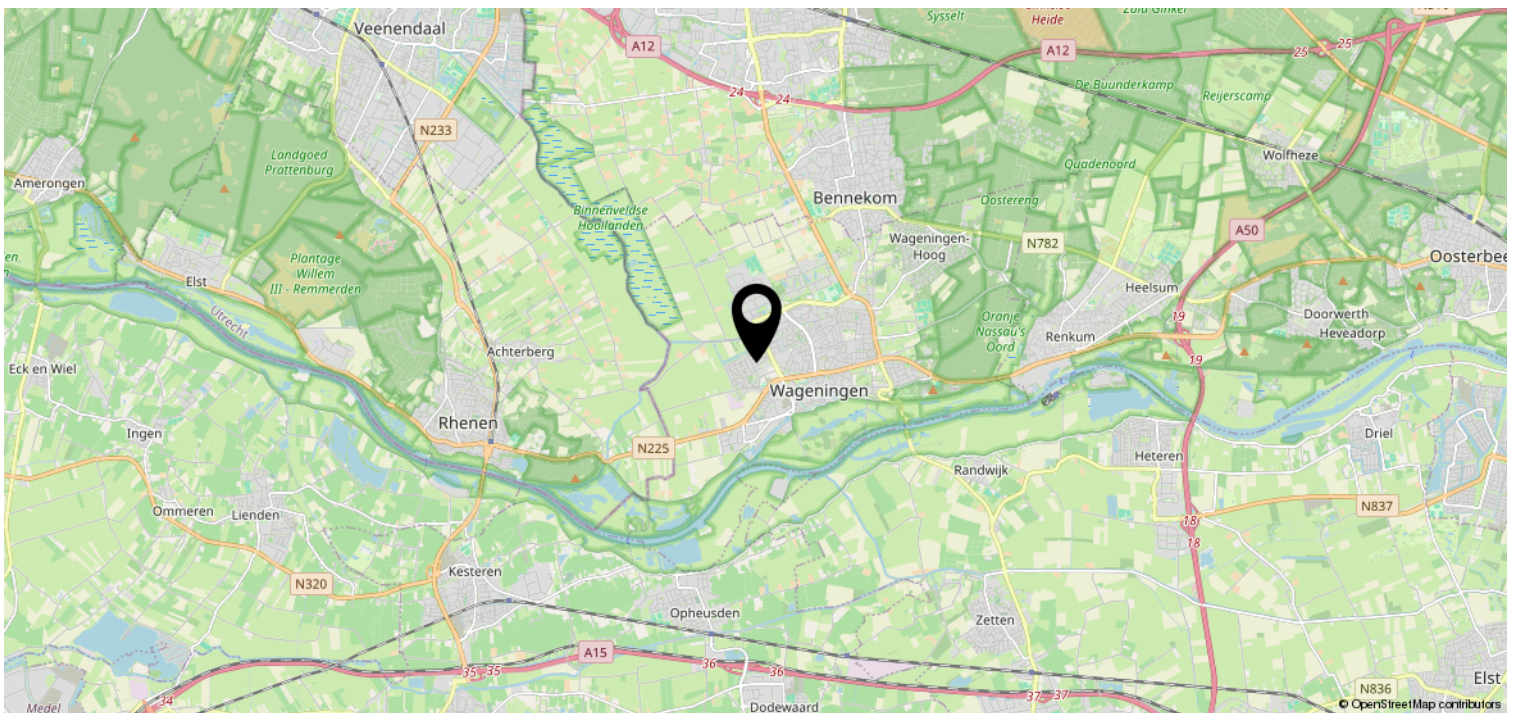 Sysselt
Heide
Zuid Ginkel
Veenendaal
A12
A12
25
25
24
24
De Buunderkamp
Reijerscamp
N233
Landgoed
Prattenburg
Wolfheze
Quadenoord
Amerongen
Bennekom
Oostereng
Binnenveldse
Hooilanden
A50
Wageningen-
Hoog
N782
Plantage
Willem
III - Remmerden
Oosterbee
Elst
Heelsum
Utrecht
Oranje
Nassau's
Oord
19
Doorwerth
Renkum
Heveadorp
Achterberg
19
Eck en Wiel
Wageningen
Rhenen
Ingen
N225
Driel
Heteren
Randwijk
Ommeren
Lienden
N837
18
18
Kesteren
N320
Opheusden
Zetten
A15
35
35
36
36
Elst
34
37
37
N836
Medel
Dodewaard
© OpenStreetMap contributors